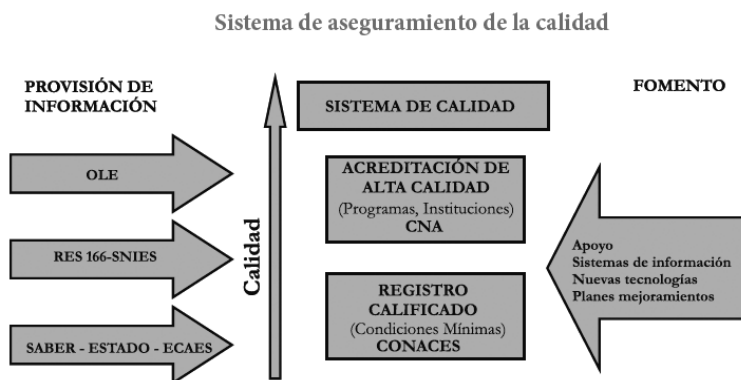 Sistema de aseguramiento de la calidad
PROVISIÓN DE
INFORMACIÓN
OLE
RES 166-SNIES
SABER - ESTADO - ECAES
Calidad
SISTEMA DE CALIDAD
ACREDITACIÓN DE
ALTA CALIDAD
(Programas, Instituciones)
CNA
REGISTRO
CALIFICADO
(Condiciones Mínimas)
CONACES
FOMENTO
Apoyo
Sistemas de información
Nuevas tecnologías
Planes mejoramientos